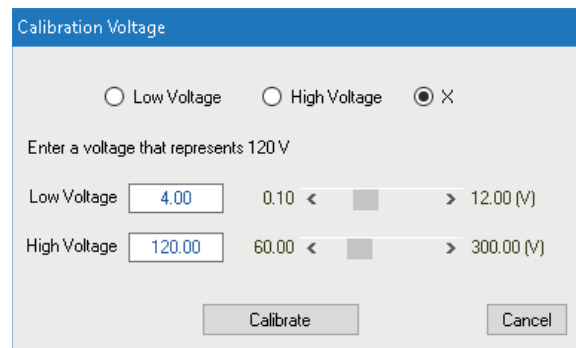 Calibration Voltage
Low Voltage High Voltage X
Enter a voltage that represents 120 V
Low Voltage 4.00 0.10 < > 12.00 (V)
High Voltage 120.00 60.00 < > 300.00 (V)
Calibrate Cancel